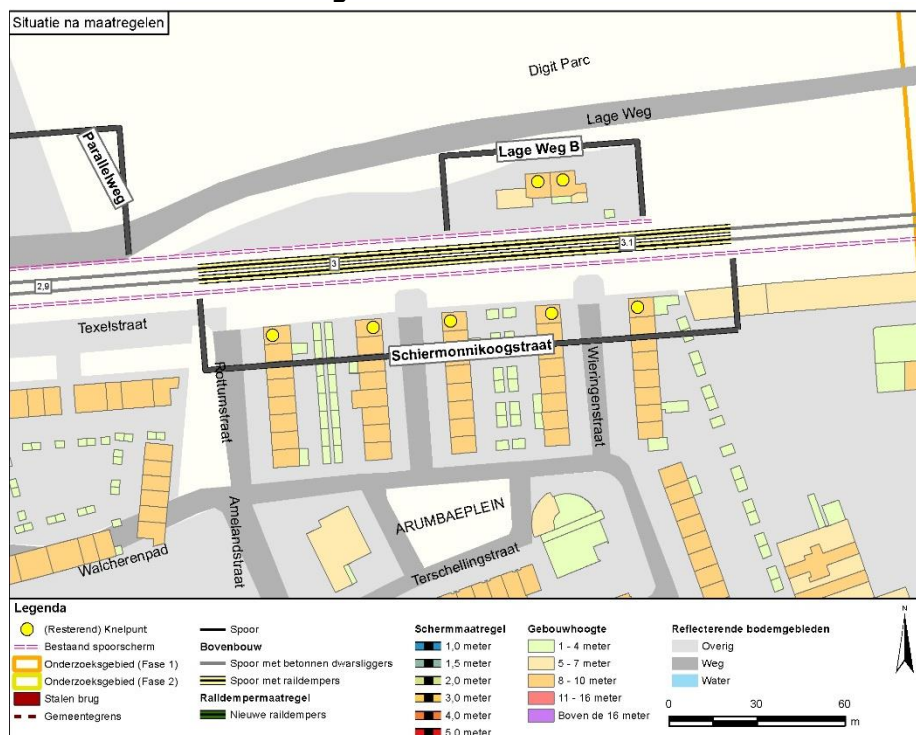 Situatie na maatregelen
Digit Parc
Lage Weg
Parallelweg
Lage Weg B
3.1
3
2,9
Texelstraat
Schiermonnikoogstraat
Rottumstraat
Wieringenstraat
Amelandstraat
ARUMBAEPLEIN
Terschellingstraat
Walcherenpad
Legenda
(Resterend) Knelpunt
Bestaand spoorscherm
Onderzoeksgebied (Fase 1)
Onderzoeksgebied (Fase 2)
Stalen brug
Gemeentegrens
Spoor
Bovenbouw
Spoor met betonnen dwarsliggers
Spoor met raildempers
Raildempermaatregel
Nieuwe raildempers
Schermmaatregel
1,0 meter
1,5 meter
2,0 meter
3,0 meter
4,0 meter
5,0 meter
Gebouwhoogte
1 - 4 meter
5 - 7 meter
8 - 10 meter
11 - 16 meter
Boven de 16 meter
Reflecterende bodemgebieden
Overig
Weg
Water
N
0 30 60
m